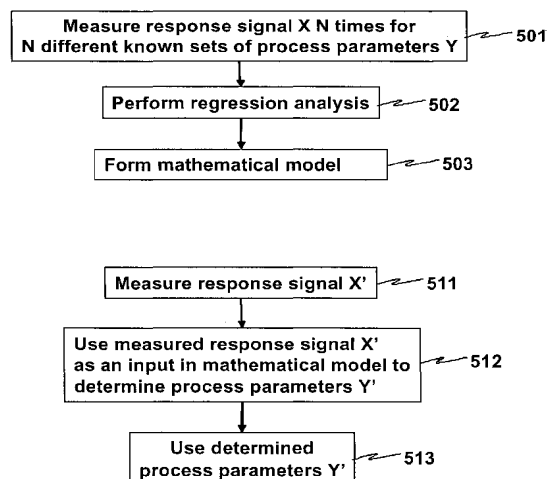 Measure response signal X N times for
N different known sets of process parameters Y
501
Perform regression analysis
502
Form mathematical model
503
Measure response signal X'
511
Use measured response signal X'
as an input in mathematical model to
determine process parameters Y'
512
Use determined
process parameters Y'
513